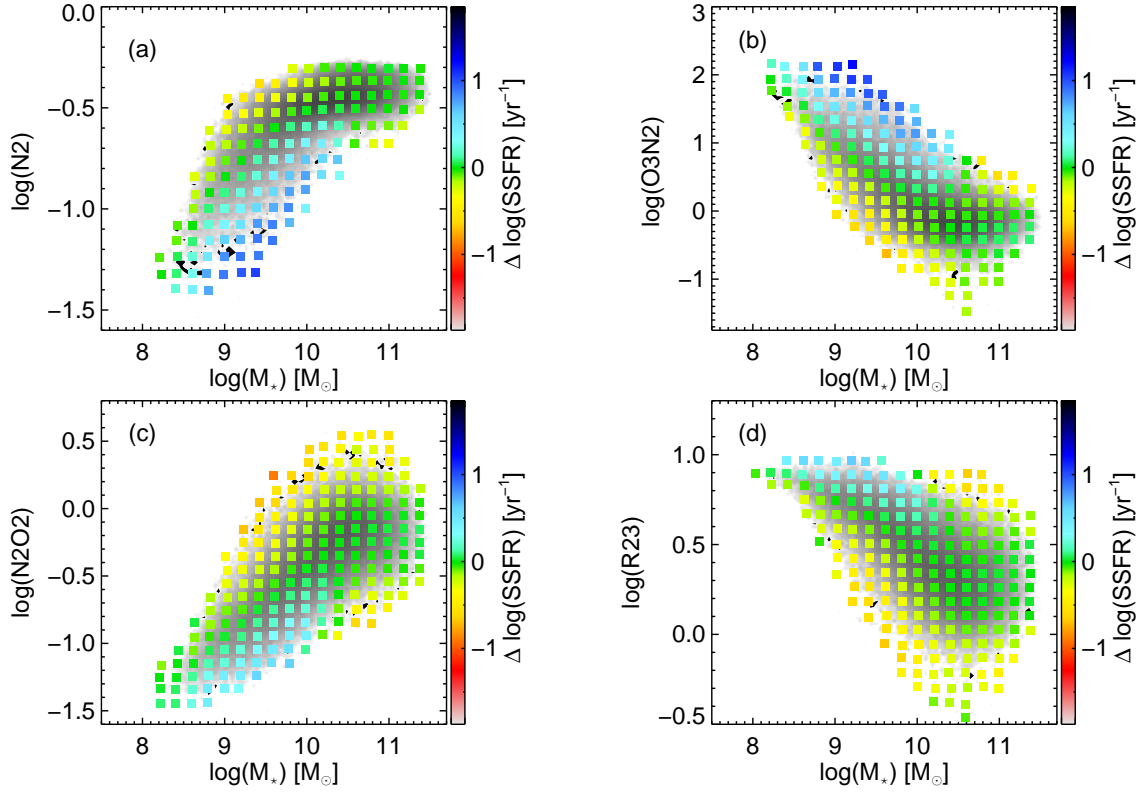 (a)
0.0
−0.5
−1.0
−1.5
log(N2)
8 9 10 11
log(M⋆) [M⊙]
1
0
−1
Δ log(SSFR) [yr⁻¹]
(b)
3
2
1
0
−1
log(O3N2)
8 9 10 11
log(M⋆) [M⊙]
1
0
−1
Δ log(SSFR) [yr⁻¹]
(c)
0.5
0.0
−0.5
−1.0
−1.5
log(N2O2)
8 9 10 11
log(M⋆) [M⊙]
1
0
−1
Δ log(SSFR) [yr⁻¹]
(d)
1.0
0.5
0.0
−0.5
log(R23)
8 9 10 11
log(M⋆) [M⊙]
1
0
−1
Δ log(SSFR) [yr⁻¹]